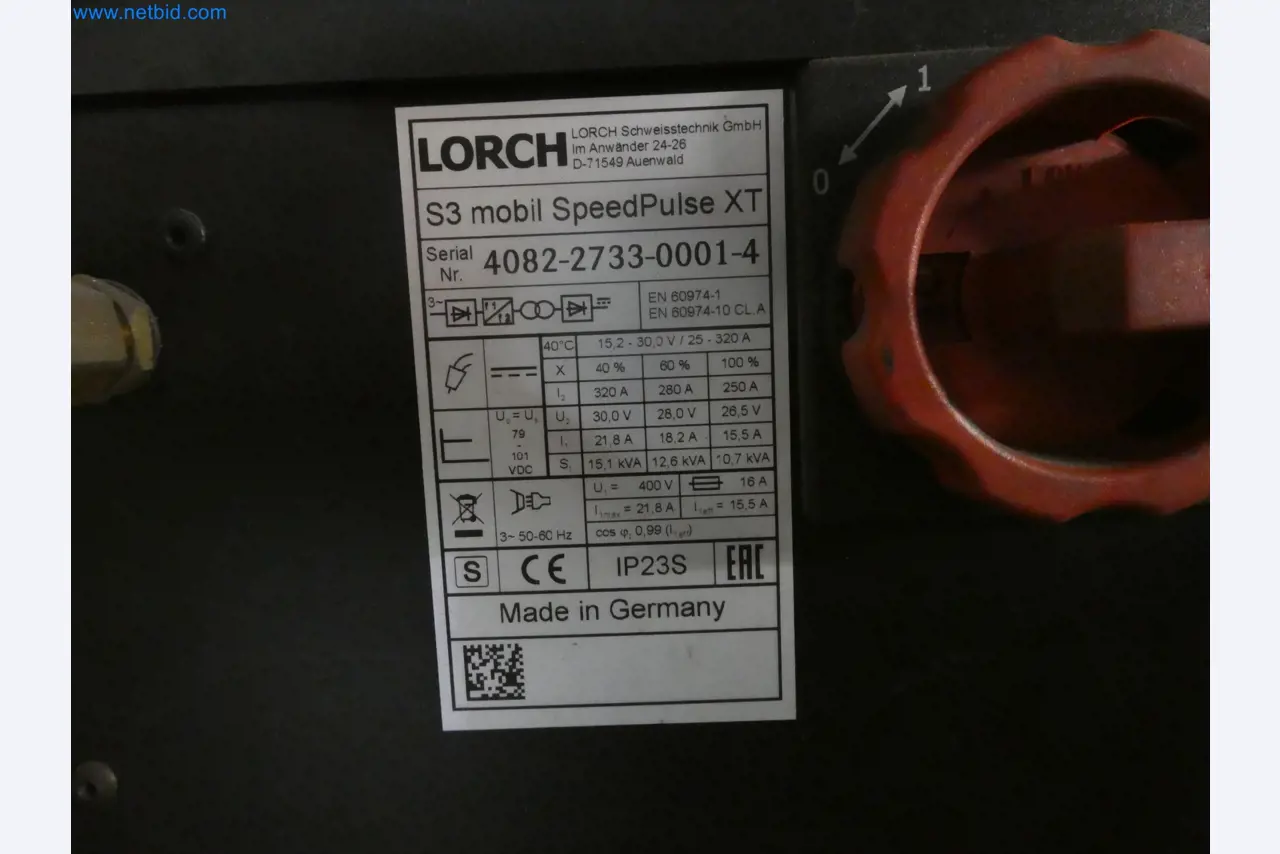 www.netbid.com
1
0
LORCH
LORCH Schweisstechnik GmbH
Im Anwänder 24-26
D-71549 Auenwald
S3 mobil SpeedPulse XT
Serial Nr. 4082-2733-0001-4
3~
EN 60974-1
EN 60974-10 CL.A
40°C 15,2 - 30,0 V / 25 - 320 A
X 40 % 60 % 100 %
I2 320 A 280 A 250 A
U2 30,0 V 28,0 V 26,5 V
I1 21,8 A 18,2 A 15,5 A
S1 15,1 kVA 12,6 kVA 10,7 kVA
79
-
101
VDC
U1 = 400 V 16 A
I1max = 21,8 A I1eff = 15,5 A
3~ 50-60 Hz
cos φ, 0,99 (I1eff)
S CE IP23S EAC
Made in Germany